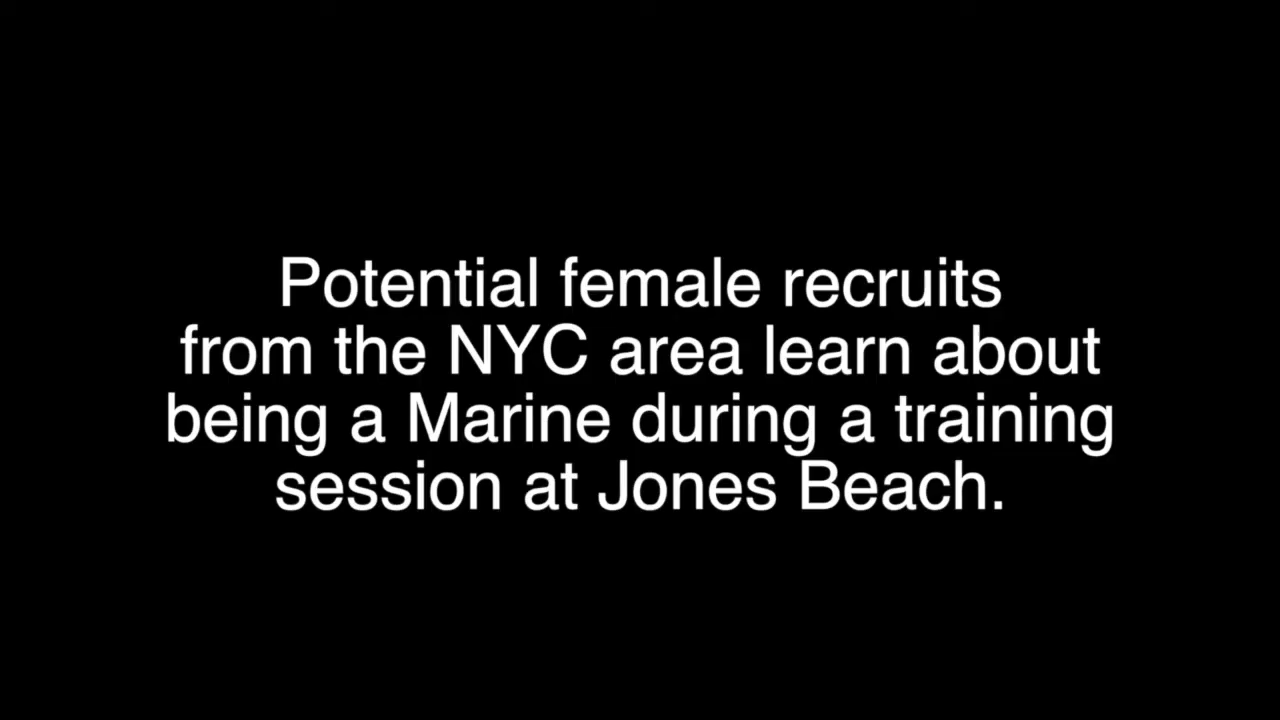 Potential female recruits
from the NYC area learn about
being a Marine during a training
session at Jones Beach.